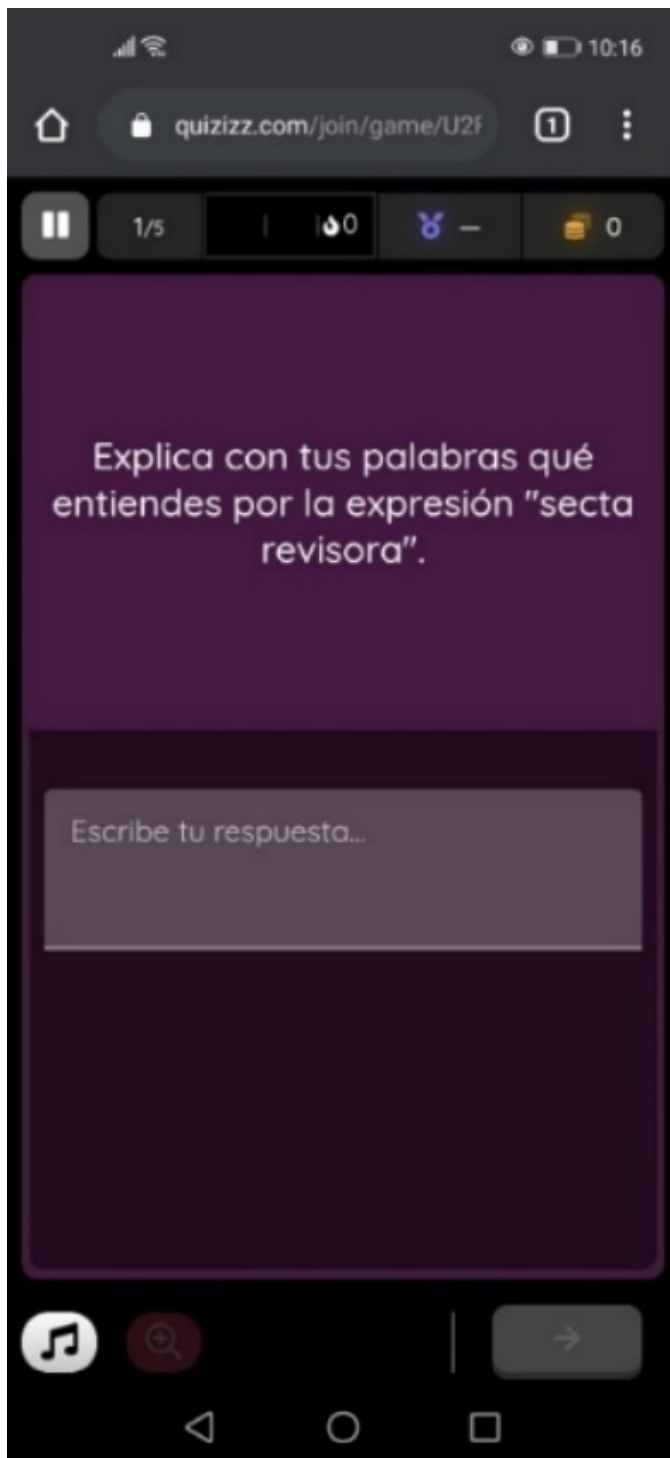 10:16
quizizz.com/join/game/U2F
1
1/5
0
—
0
Explica con tus palabras qué
entiendes por la expresión "secta
revisora".
Escribe tu respuesta...